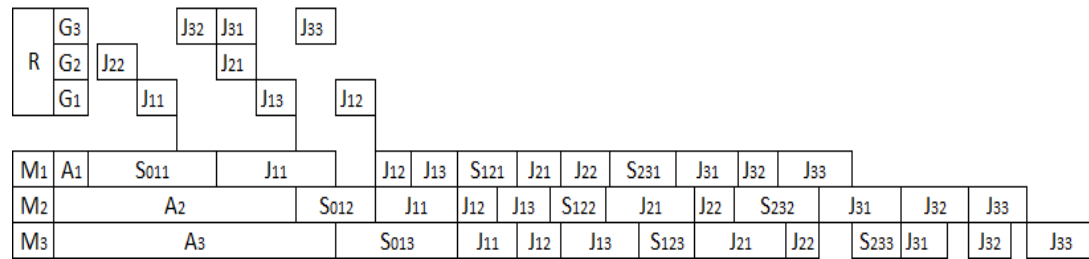 G3 J32 J31 J33
R G2 J22 J21
G1 J11 J13 J12
M1 A1 S011 J11 J12 J13 S121 J21 J22 S231 J31 J32 J33
M2 A2 S012 J11 J12 J13 S122 J21 J22 S232 J31 J32 J33
M3 A3 S013 J11 J12 J13 S123 J21 J22 S233 J31 J32 J33